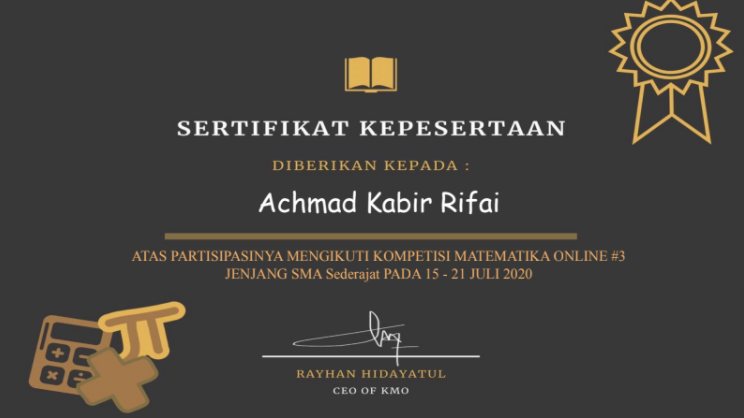 SERTIFIKAT KEPESERTAAN
DIBERIKAN KEPADA :
Achmad Kabir Rifai
ATAS PARTISIPASINYA MENGIKUTI KOMPETISI MATEMATIKA ONLINE #3
JENJANG SMA Sederajat PADA 15 - 21 JULI 2020
RAYHAN HIDAYATUL
CEO OF KMO